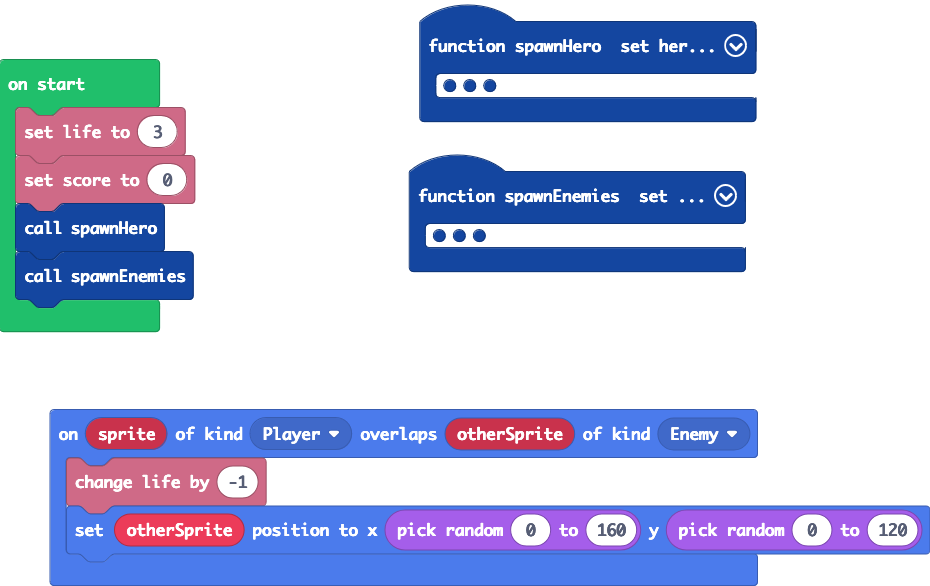 function spawnHero set her...
on start
set life to 3
set score to 0
call spawnHero
call spawnEnemies
function spawnEnemies set ...
on sprite of kind Player overlaps otherSprite of kind Enemy
change life by -1
set otherSprite position to x pick random 0 to 160 y pick random 0 to 120